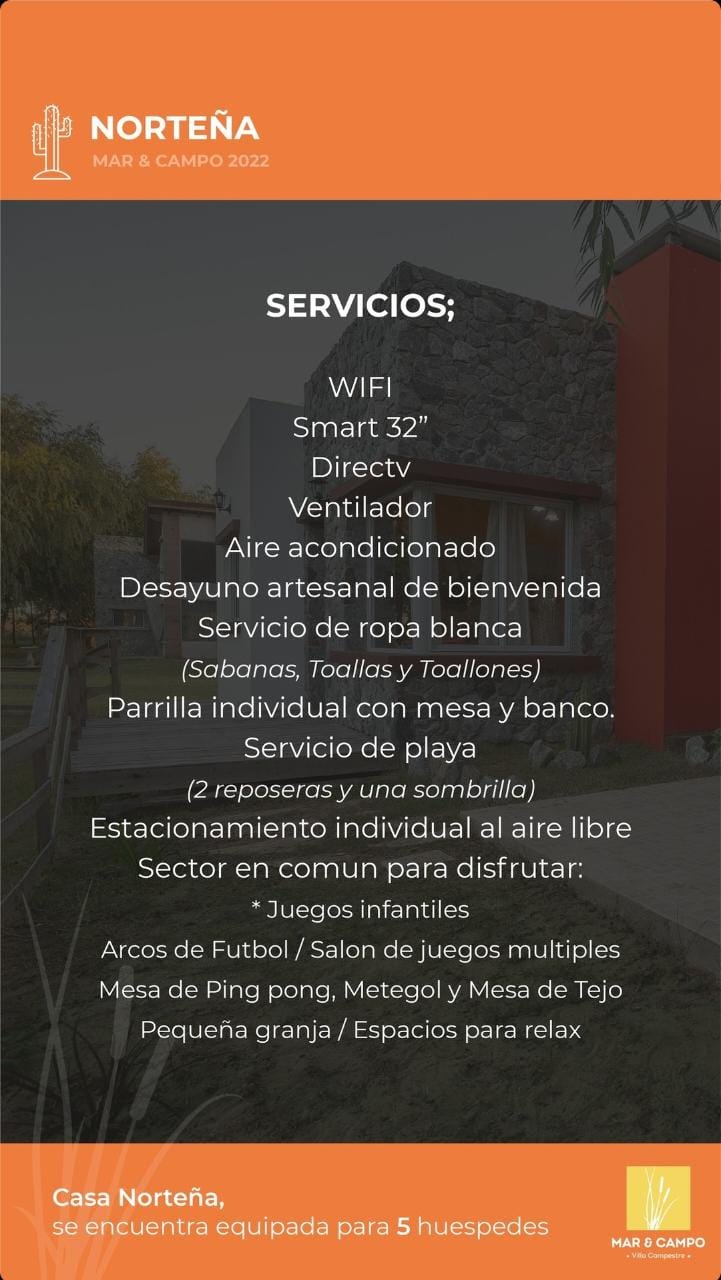 NORTEÑA
MAR & CAMPO 2022
SERVICIOS;
WIFI
Smart 32”
Directv
Ventilador
Aire acondicionado
Desayuno artesanal de bienvenida
Servicio de ropa blanca
(Sabanas, Toallas y Toallones)
Parrilla individual con mesa y banco.
Servicio de playa
(2 reposeras y una sombrilla)
Estacionamiento individual al aire libre
Sector en comun para disfrutar:
* Juegos infantiles
Arcos de Futbol / Salon de juegos multiples
Mesa de Ping pong, Metegol y Mesa de Tejo
Pequeña granja / Espacios para relax
Casa Norteña,
se encuentra equipada para 5 huespedes
MAR & CAMPO
• Villa Campestre •